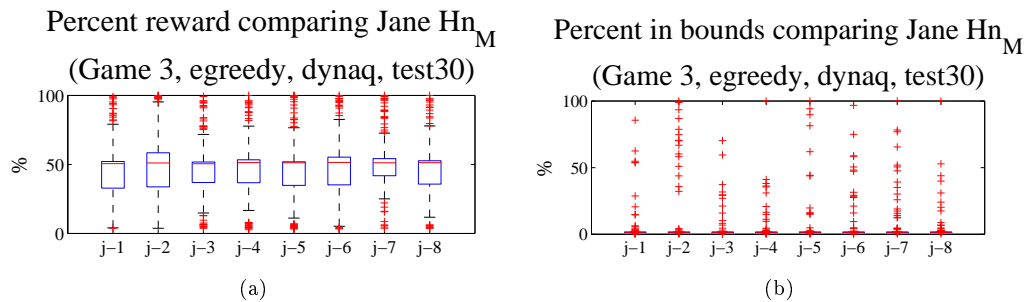 Percent reward comparing Jane Hn_M
(Game 3, egreedy, dynaq, test30)
100
50
0
%
j−1 j−2 j−3 j−4 j−5 j−6 j−7 j−8
(a)
Percent in bounds comparing Jane Hn_M
(Game 3, egreedy, dynaq, test30)
100
50
0
%
j−1 j−2 j−3 j−4 j−5 j−6 j−7 j−8
(b)